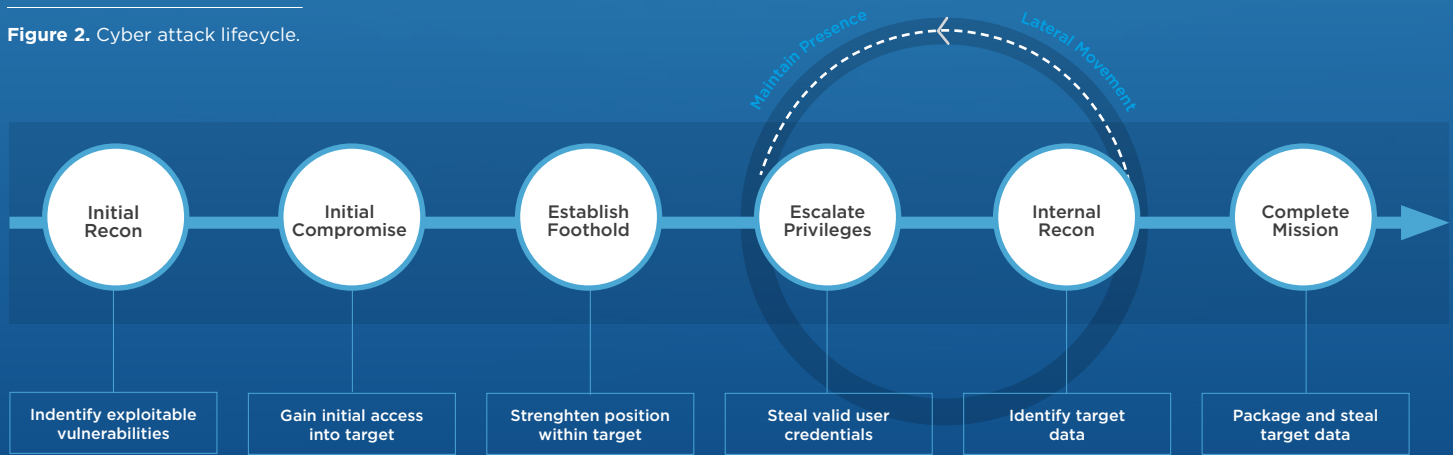 Figure 2. Cyber attack lifecycle.
Maintain Presence
Lateral Movement
Initial
Recon
Initial
Compromise
Establish
Foothold
Escalate
Privileges
Internal
Recon
Complete
Mission
Indentify exploitable
vulnerabilities
Gain initial access
into target
Strenghten position
within target
Steal valid user
credentials
Identify target
data
Package and steal
target data